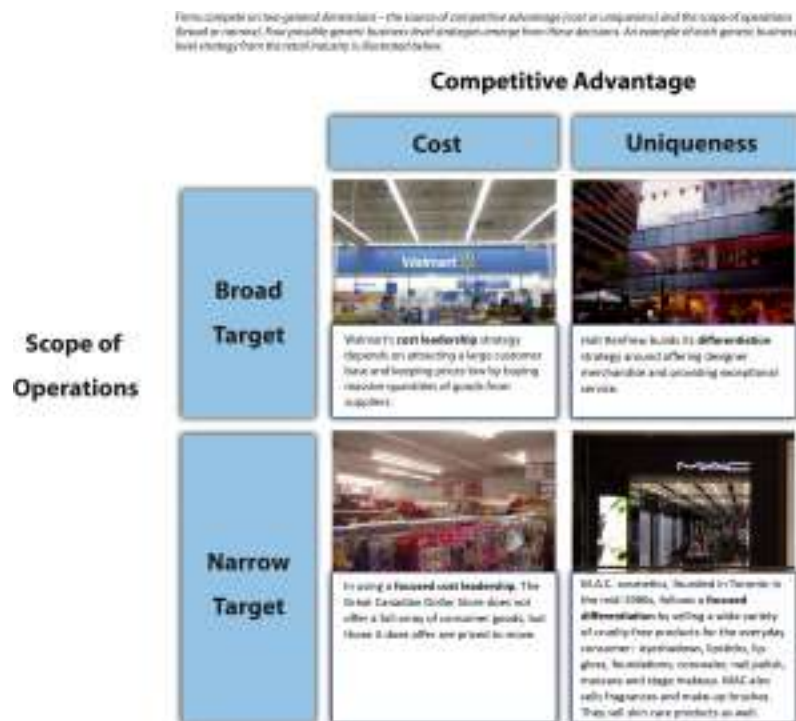 Firms compete on two general dimensions – the source of competitive advantage (cost or uniqueness) and the scope of operations
(broad or narrow). Four possible generic business level strategies emerge from these decisions. An example of each generic business
level strategy from the retail industry is illustrated below.
Competitive Advantage
Cost
Uniqueness
Scope of
Operations
Broad
Target
Walmart
Walmart's cost leadership strategy
depends on attracting a large customer
base and keeping prices low by buying
massive quantities of goods from
suppliers.
Holt Renfrew builds its differentiation
strategy around offering designer
merchandise and providing exceptional
service.
Narrow
Target
In using a focused cost leadership, The
Great Canadian Dollar Store does not
offer a full array of consumer goods, but
those it does offer are priced to move.
M.A.C. cosmetics, founded in Toronto in
the mid 1980s, follows a focused
differentiation by selling a wide variety
of cruelty-free products for the everyday
consumer: eyeshadows, lipsticks, lip
gloss, foundations, concealer, nail polish,
mascara and stage makeup. MAC also
sells fragrances and make-up brushes.
They sell skin care products as well.